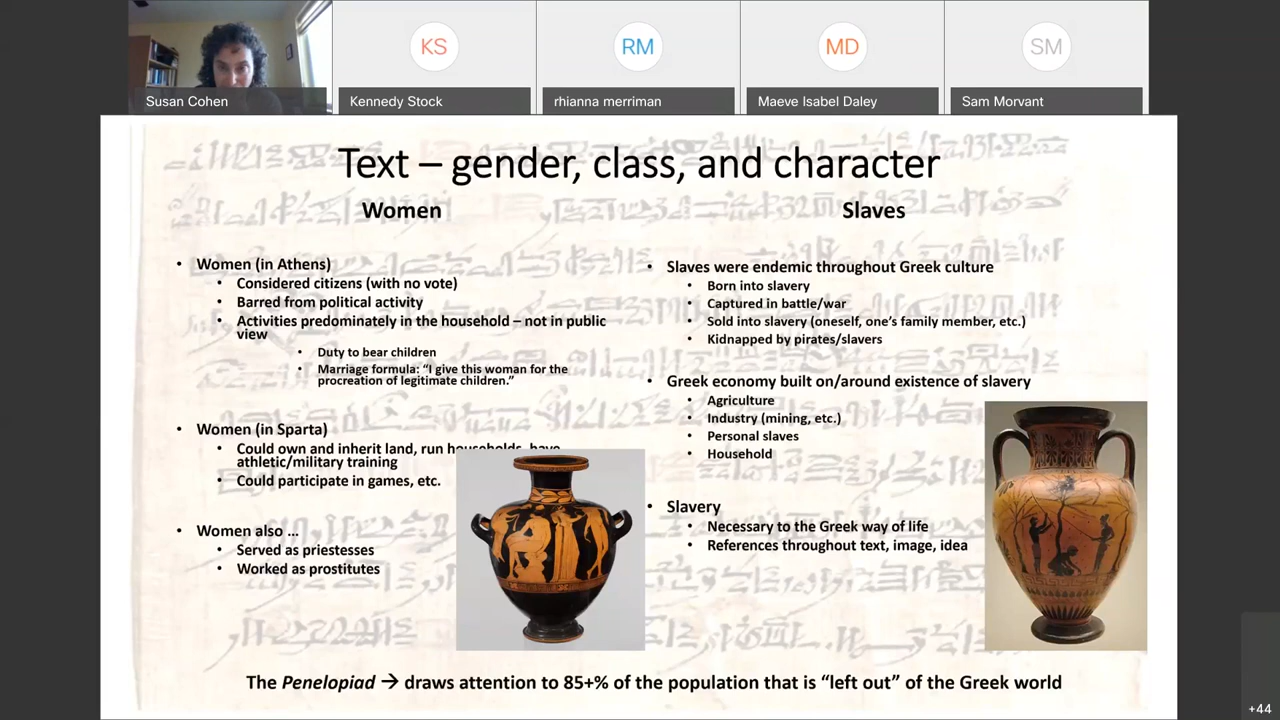 KS
RM
MD
SM
Susan Cohen
Kennedy Stock
rhianna merriman
Maeve Isabel Daley
Sam Morvant
Text – gender, class, and character
Women
• Women (in Athens)
• Considered citizens (with no vote)
• Barred from political activity
• Activities predominately in the household – not in public
view
• Duty to bear children
• Marriage formula: “I give this woman for the
procreation of legitimate children.”
• Women (in Sparta)
• Could own and inherit land, run households, have
athletic/military training
• Could participate in games, etc.
• Women also …
• Served as priestesses
• Worked as prostitutes
Slaves
• Slaves were endemic throughout Greek culture
• Born into slavery
• Captured in battle/war
• Sold into slavery (oneself, one’s family member, etc.)
• Kidnapped by pirates/slavers
• Greek economy built on/around existence of slavery
• Agriculture
• Industry (mining, etc.)
• Personal slaves
• Household
• Slavery
• Necessary to the Greek way of life
• References throughout text, image, idea
The Penelopiad → draws attention to 85+% of the population that is “left out” of the Greek world
+44